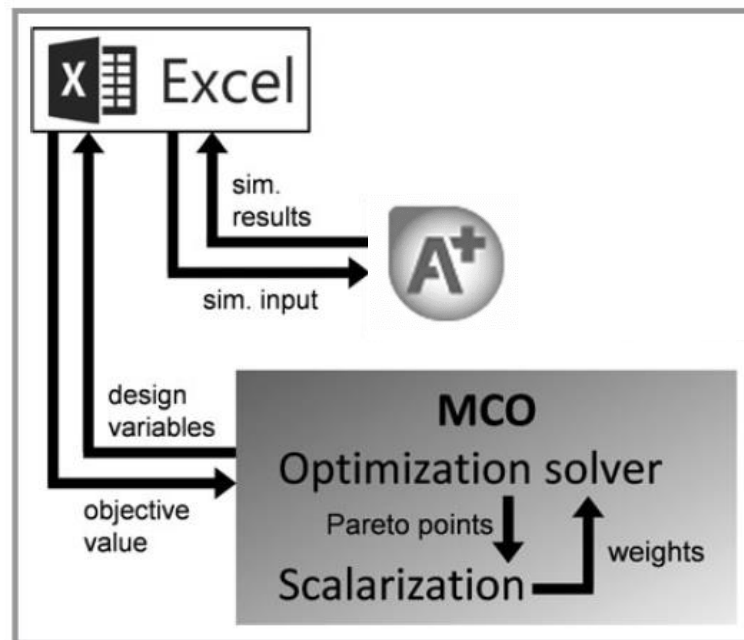 X Excel
sim.
results
A+
sim. input
design
variables
MCO
Optimization solver
objective
value
Pareto points
weights
Scalarization